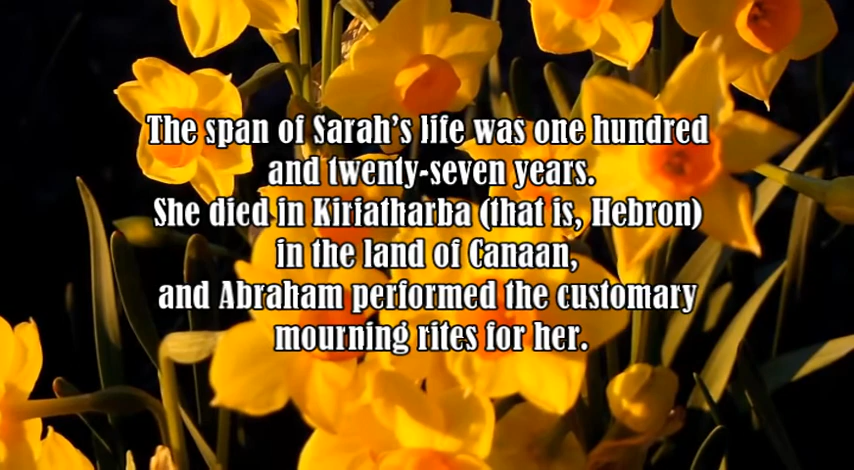 The span of Sarah’s life was one hundred
and twenty-seven years.
She died in Kiriatharba (that is, Hebron)
in the land of Canaan,
and Abraham performed the customary
mourning rites for her.